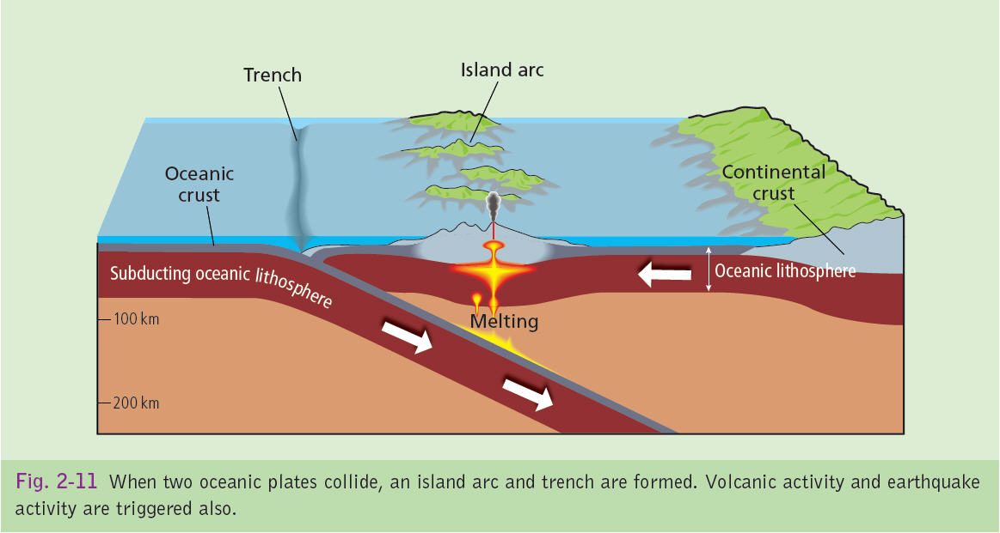 Trench
Island arc
Oceanic
crust
Continental
crust
Subducting oceanic lithosphere
Oceanic lithosphere
100 km
Melting
200 km
Fig. 2-11 When two oceanic plates collide, an island arc and trench are formed. Volcanic activity and earthquake
activity are triggered also.